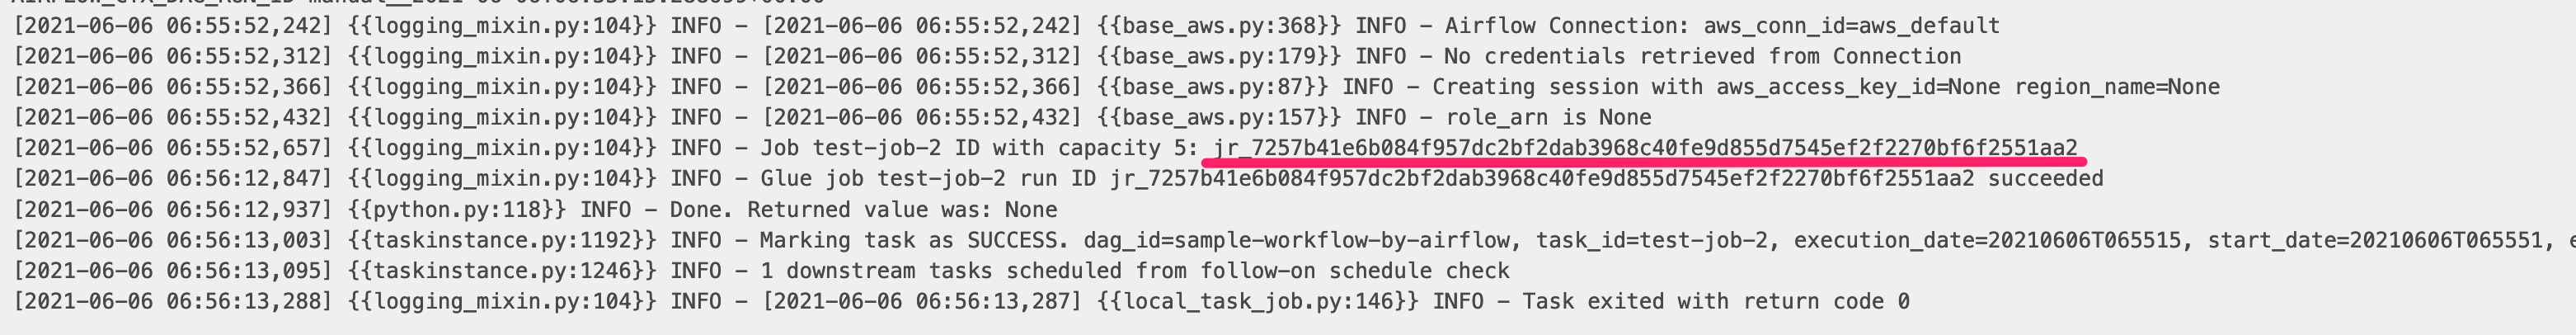 [2021-06-06 06:55:52,242] {{logging_mixin.py:104}} INFO - [2021-06-06 06:55:52,242] {{base_aws.py:368}} INFO - Airflow Connection: aws_conn_id=aws_default
[2021-06-06 06:55:52,312] {{logging_mixin.py:104}} INFO - [2021-06-06 06:55:52,312] {{base_aws.py:179}} INFO - No credentials retrieved from Connection
[2021-06-06 06:55:52,366] {{logging_mixin.py:104}} INFO - [2021-06-06 06:55:52,366] {{base_aws.py:87}} INFO - Creating session with aws_access_key_id=None region_name=None
[2021-06-06 06:55:52,432] {{logging_mixin.py:104}} INFO - [2021-06-06 06:55:52,432] {{base_aws.py:157}} INFO - role_arn is None
[2021-06-06 06:55:52,657] {{logging_mixin.py:104}} INFO - Job test-job-2 ID with capacity 5: jr_7257b41e6b084f957dc2bf2dab3968c40fe9d855d7545ef2f2270bf6f2551aa2
[2021-06-06 06:56:12,847] {{logging_mixin.py:104}} INFO - Glue job test-job-2 run ID jr_7257b41e6b084f957dc2bf2dab3968c40fe9d855d7545ef2f2270bf6f2551aa2 succeeded
[2021-06-06 06:56:12,937] {{python.py:118}} INFO - Done. Returned value was: None
[2021-06-06 06:56:13,003] {{taskinstance.py:1192}} INFO - Marking task as SUCCESS. dag_id=sample-workflow-by-airflow, task_id=test-job-2, execution_date=20210606T065515, start_date=20210606T065551,
[2021-06-06 06:56:13,095] {{taskinstance.py:1246}} INFO - 1 downstream tasks scheduled from follow-on schedule check
[2021-06-06 06:56:13,288] {{logging_mixin.py:104}} INFO - [2021-06-06 06:56:13,287] {{local_task_job.py:146}} INFO - Task exited with return code 0